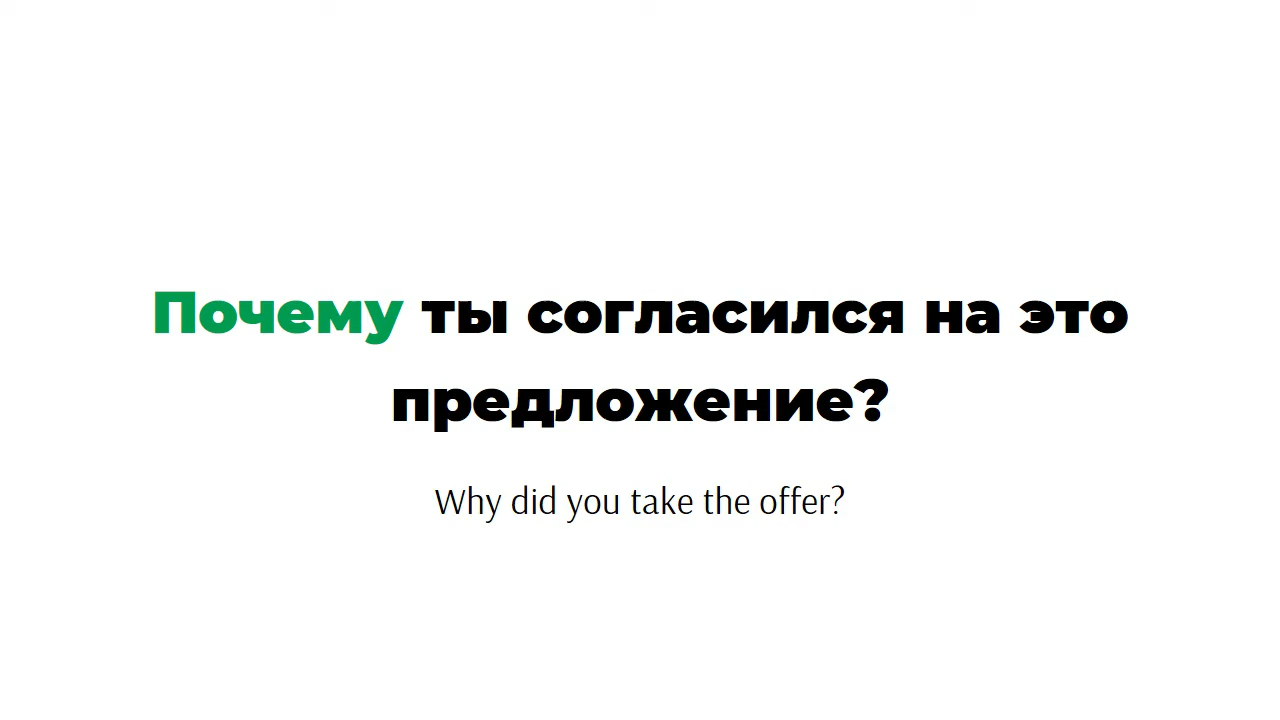 Почему ты согласился на это
предложение?
Why did you take the offer?